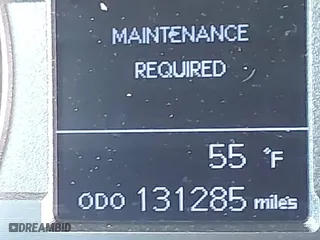 MAINTENANCE
REQUIRED
55 °F
ODO 131285 miles
DREAMBID